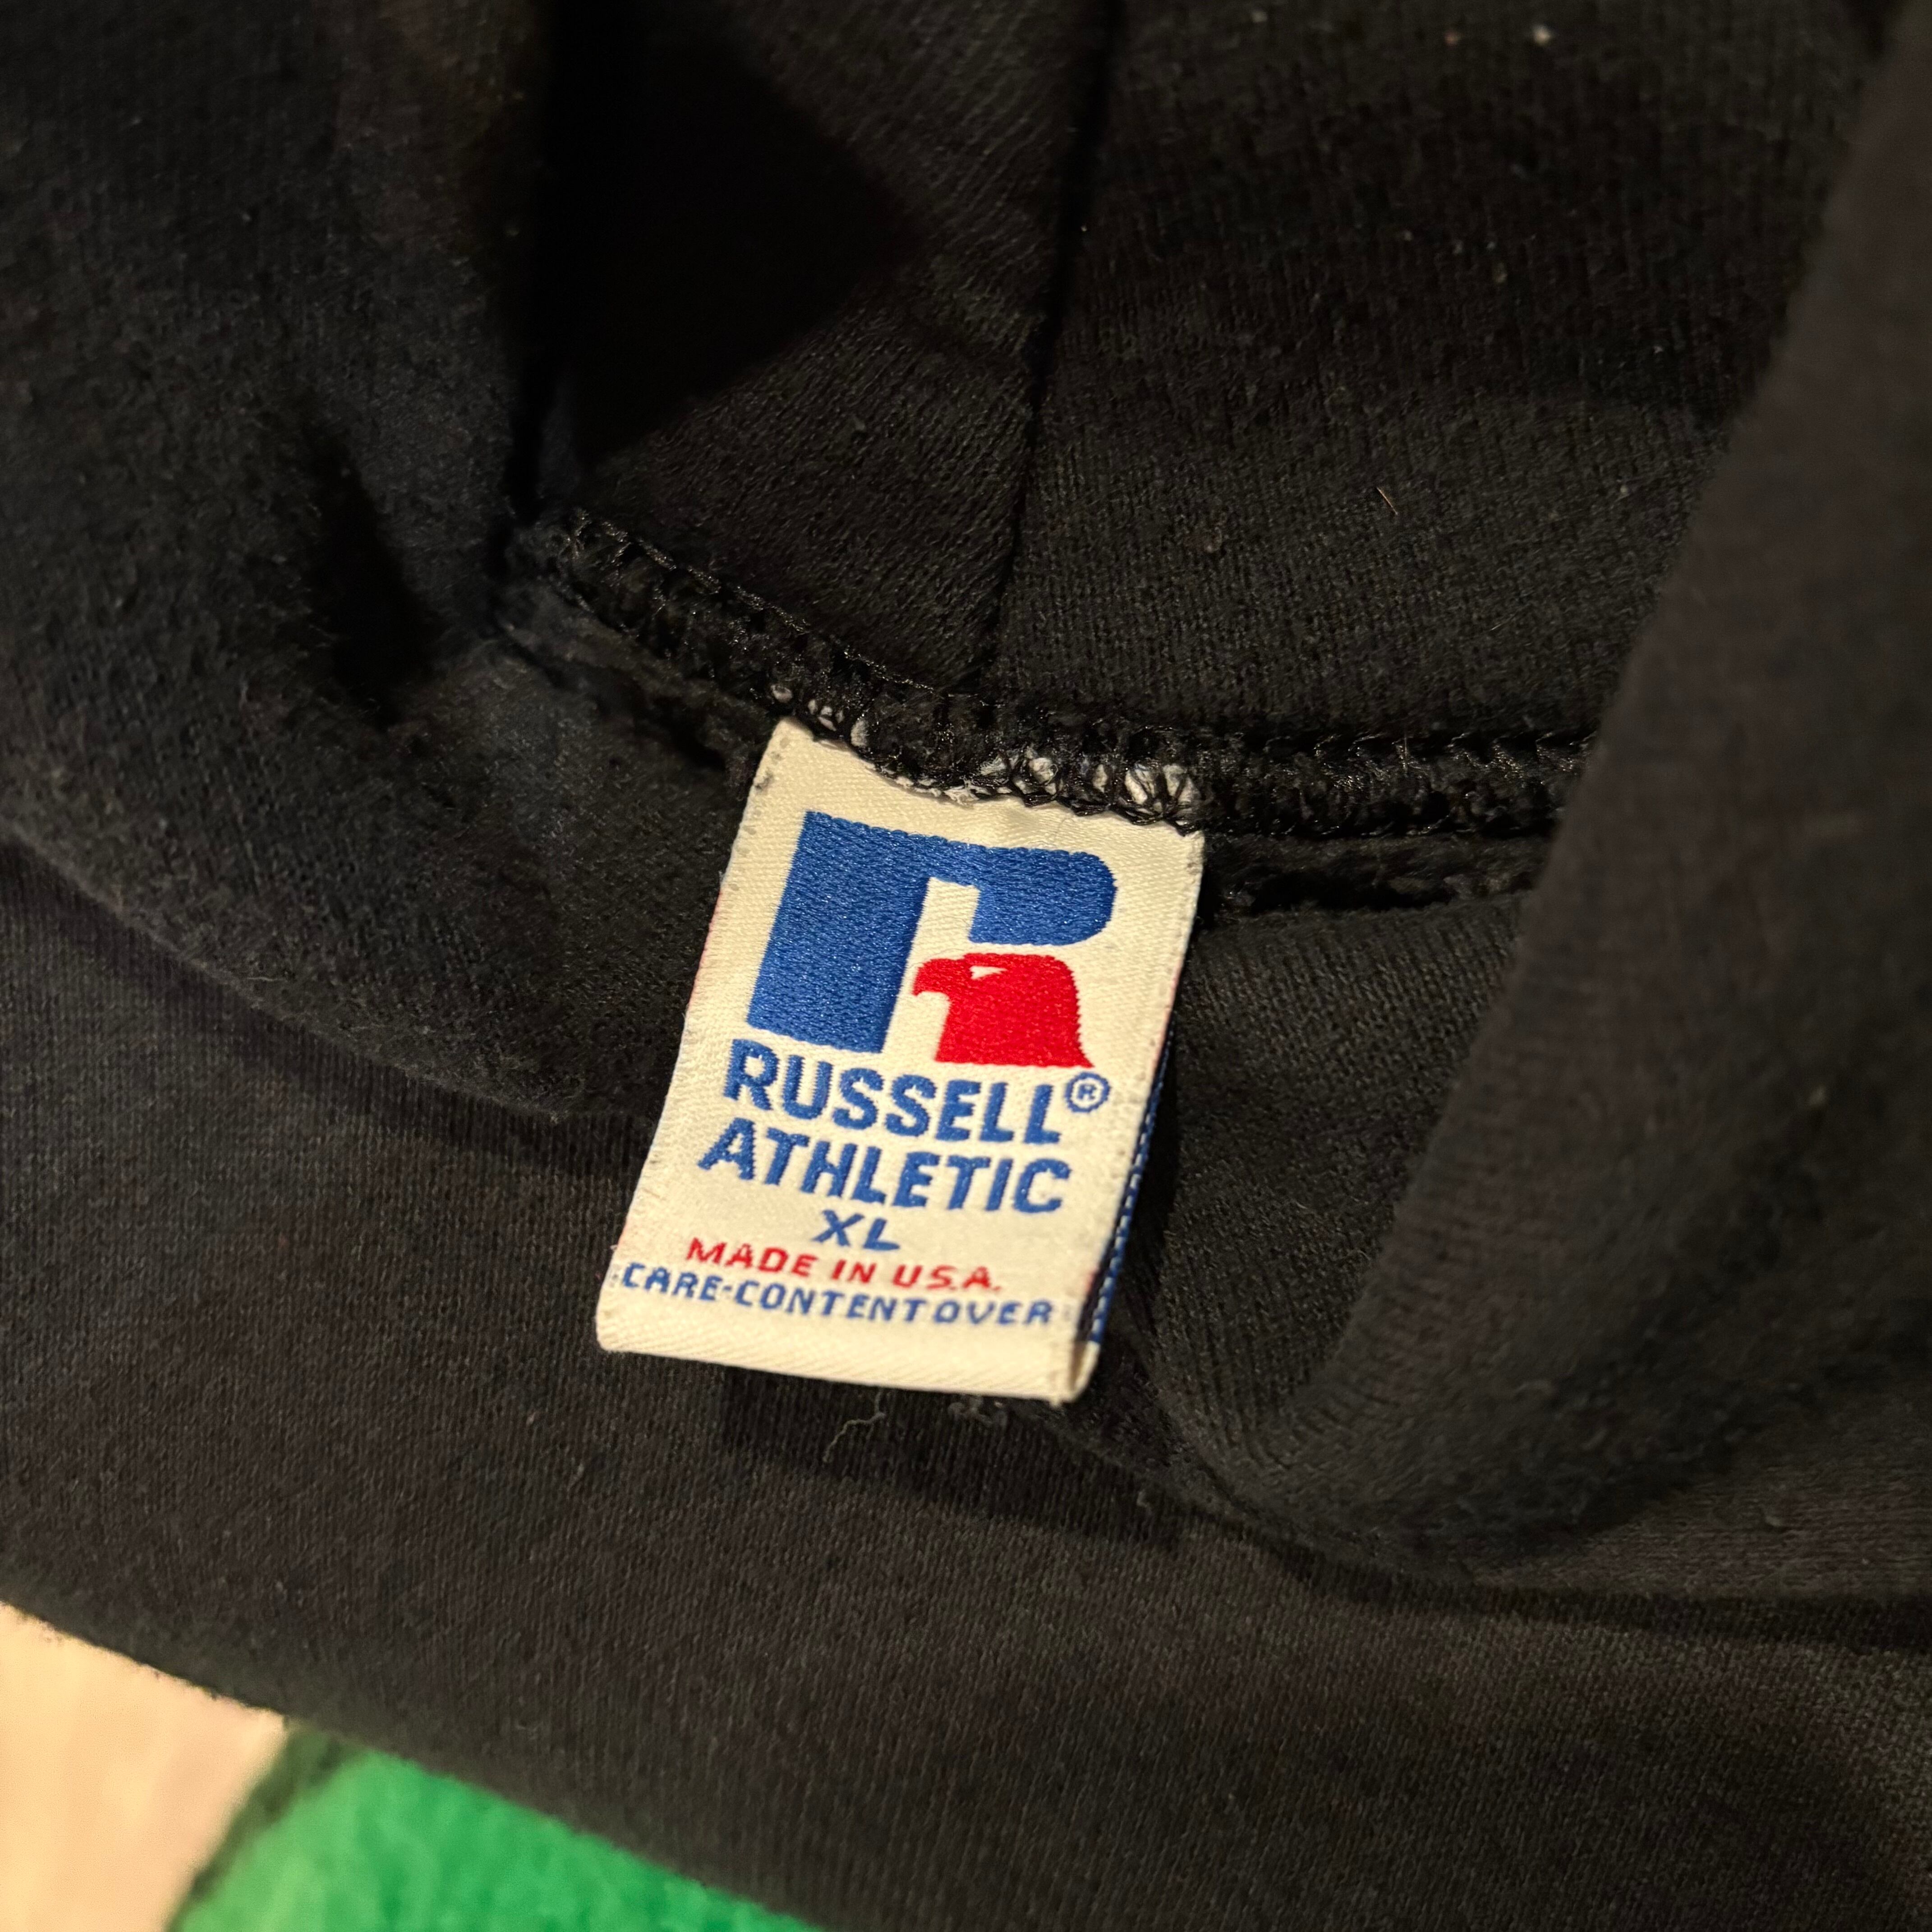 RUSSELL®
ATHLETIC
XL
MADE IN U.S.A.
CARE-CONTENT OVER